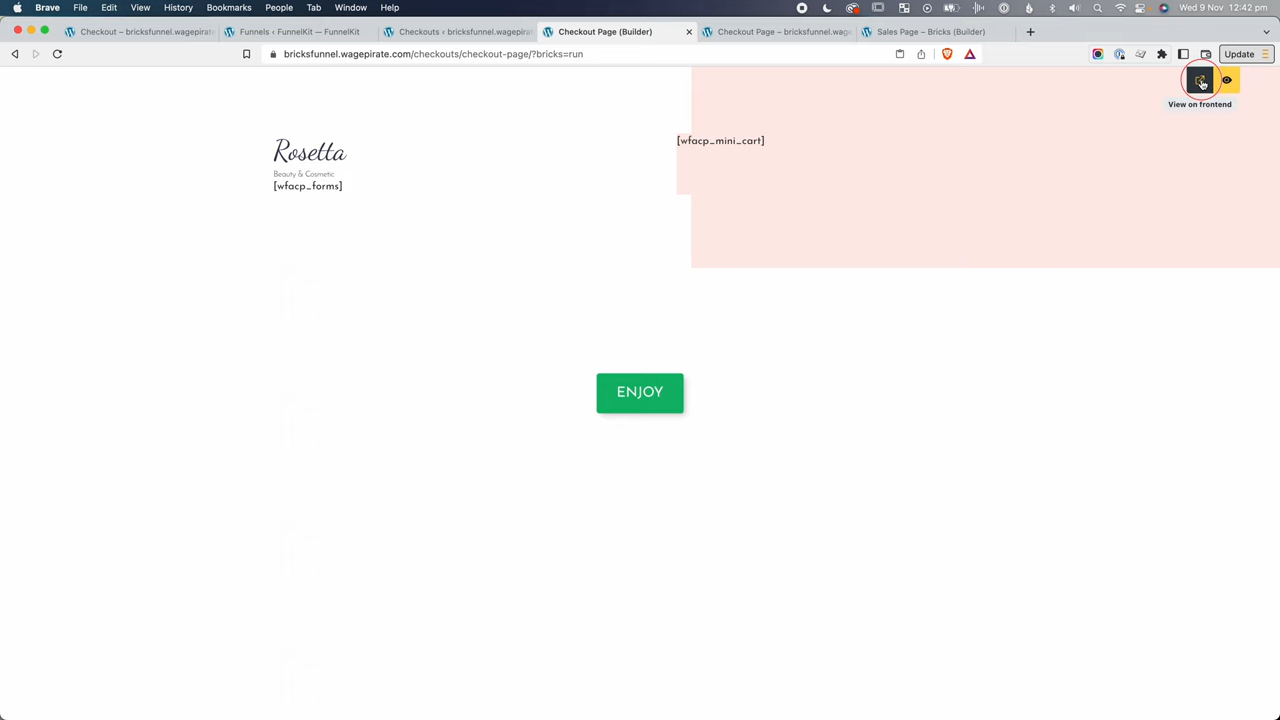 Brave File Edit View History Bookmarks People Tab Window Help Wed 9 Nov 12:42 pm
Checkout – bricksfunnel.wagepirate Funnels ‹ FunnelKit — FunnelKit Checkouts ‹ bricksfunnel.wagepirat Checkout Page (Builder) Checkout Page – bricksfunnel.wage Sales Page – Bricks (Builder)
bricksfunnel.wagepirate.com/checkouts/checkout-page/?bricks=run Update
View on frontend
[wfacp_mini_cart]
Rosetta
Beauty & Cosmetic
[wfacp_forms]
ENJOY